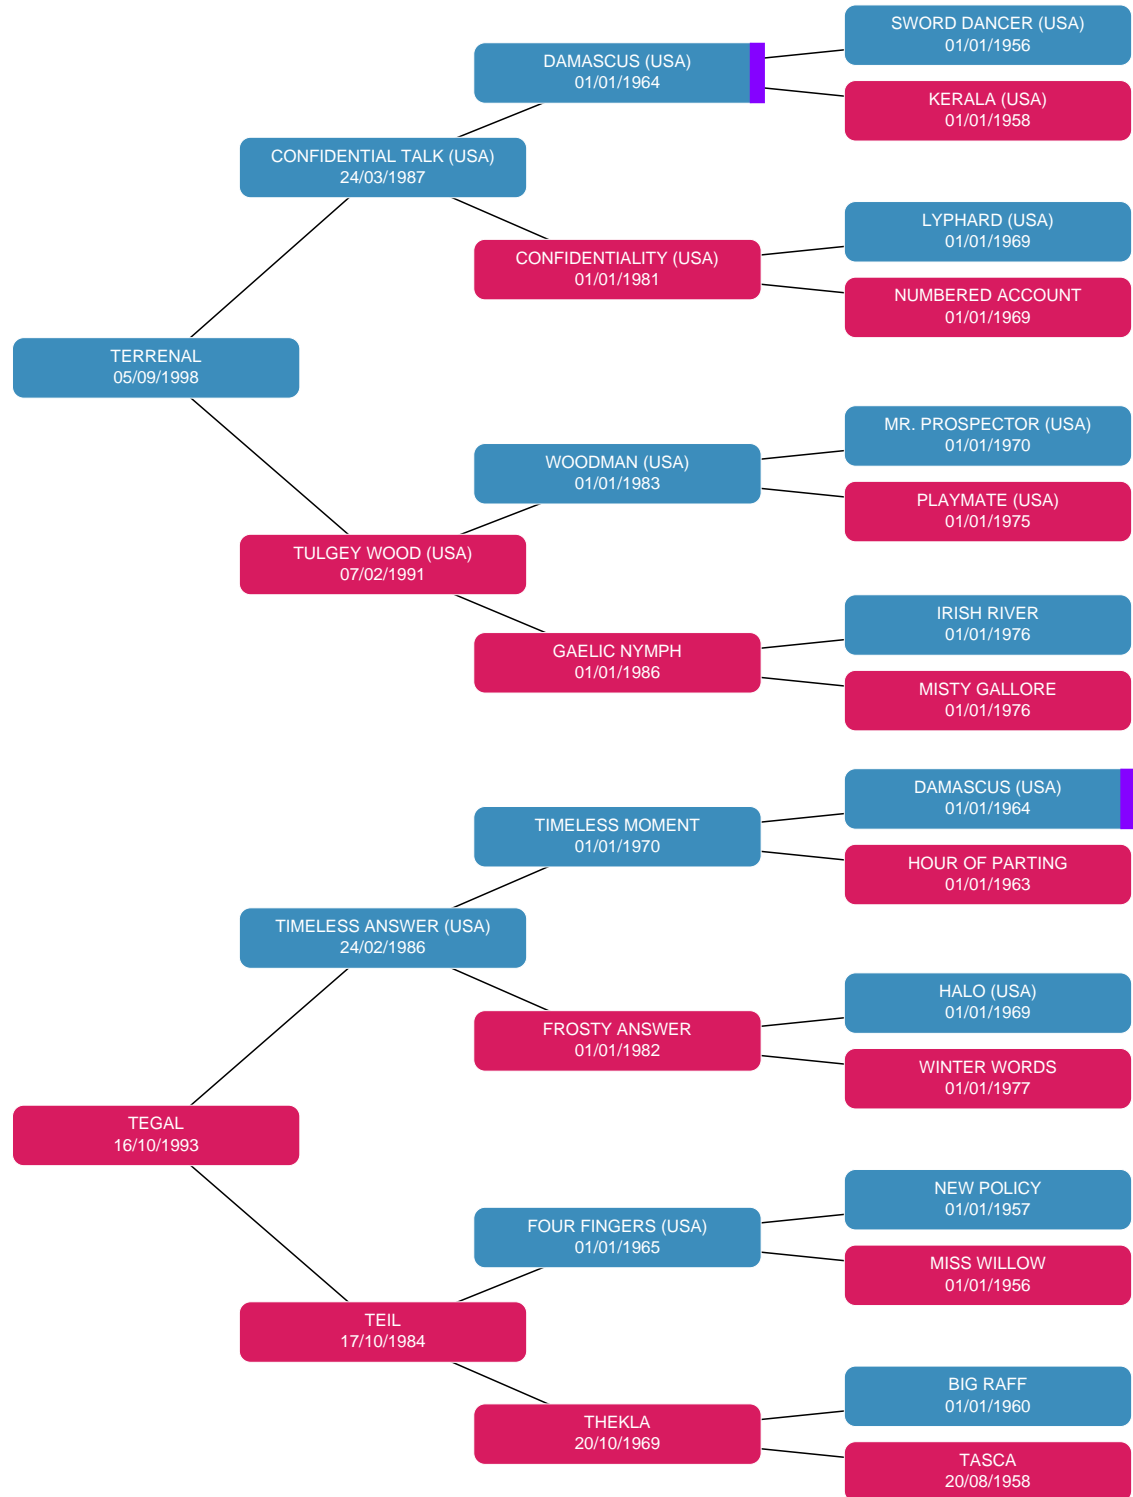 SWORD DANCER (USA)
01/01/1956
DAMASCUS (USA)
01/01/1964
KERALA (USA)
01/01/1958
CONFIDENTIAL TALK (USA)
24/03/1987
LYPHARD (USA)
01/01/1969
CONFIDENTIALITY (USA)
01/01/1981
NUMBERED ACCOUNT
01/01/1969
TERRENAL
05/09/1998
MR. PROSPECTOR (USA)
01/01/1970
WOODMAN (USA)
01/01/1983
PLAYMATE (USA)
01/01/1975
TULGEY WOOD (USA)
07/02/1991
IRISH RIVER
01/01/1976
GAELIC NYMPH
01/01/1986
MISTY GALLORE
01/01/1976
DAMASCUS (USA)
01/01/1964
TIMELESS MOMENT
01/01/1970
HOUR OF PARTING
01/01/1963
TIMELESS ANSWER (USA)
24/02/1986
HALO (USA)
01/01/1969
FROSTY ANSWER
01/01/1982
WINTER WORDS
01/01/1977
TEGAL
16/10/1993
NEW POLICY
01/01/1957
FOUR FINGERS (USA)
01/01/1965
MISS WILLOW
01/01/1956
TEIL
17/10/1984
BIG RAFF
01/01/1960
THEKLA
20/10/1969
TASCA
20/08/1958